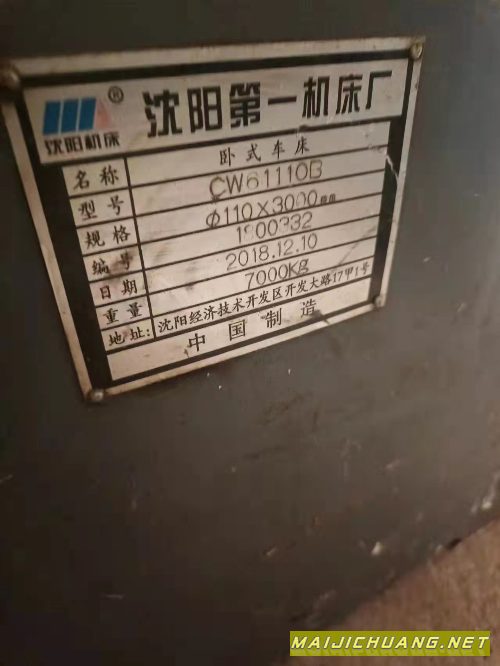 沈阳机床 ® 沈阳第一机床厂
名称 卧式车床
型号 CW61110B
规格 Φ110×3000mm
编号
日期 2018.12.10
重量 7000Kg
地址: 沈阳经济技术开发区开发大路17甲1号
中国制造
MAIJICHUANG.NET